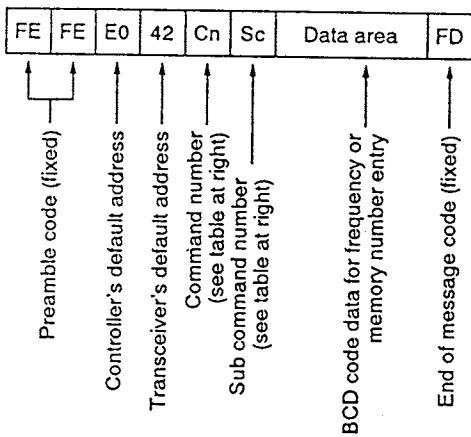 FE FE E0 42 Cn Sc Data area FD
Preamble code (fixed)
Controller's default address
Transceiver's default address
Command number
(see table at right)
Sub command number
(see table at right)
BCD code data for frequency or
memory number entry
End of message code (fixed)